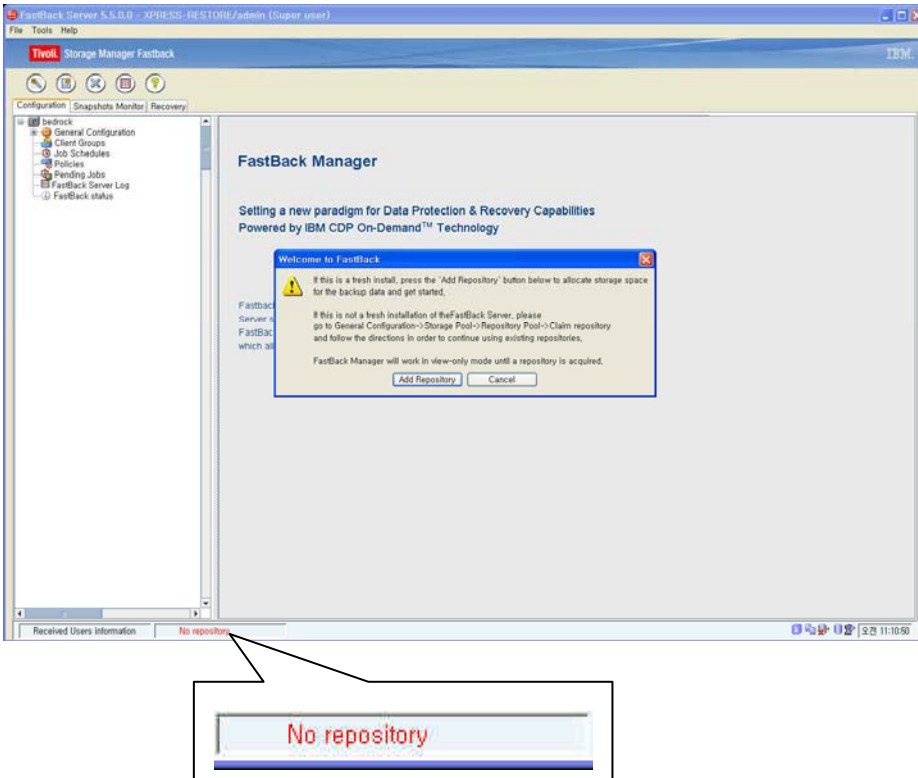 FastBack Server 5.5.0.0 - XPRESS-RESTORE/admin (Super user)
File Tools Help
Tivoli. Storage Manager Fastback
IBM.
Configuration Snapshots Monitor Recovery
bedrock
General Configuration
Client Groups
Job Schedules
Policies
Pending Jobs
FastBack Server Log
FastBack status
FastBack Manager
Setting a new paradigm for Data Protection & Recovery Capabilities
Powered by IBM CDP On-Demand™ Technology
Fastbac
Server s
FastBac
which all
Welcome to FastBack
If this is a fresh install, press the 'Add Repository' button below to allocate storage space
for the backup data and get started,
If this is not a fresh installation of theFastBack Server, please
go to General Configuration->Storage Pool->Repository Pool->Claim repository
and follow the directions in order to continue using existing repositories,
FastBack Manager will work in view-only mode until a repository is acquired,
Add Repository Cancel
Received Users Information No repository
오전 11:10:50
No repository